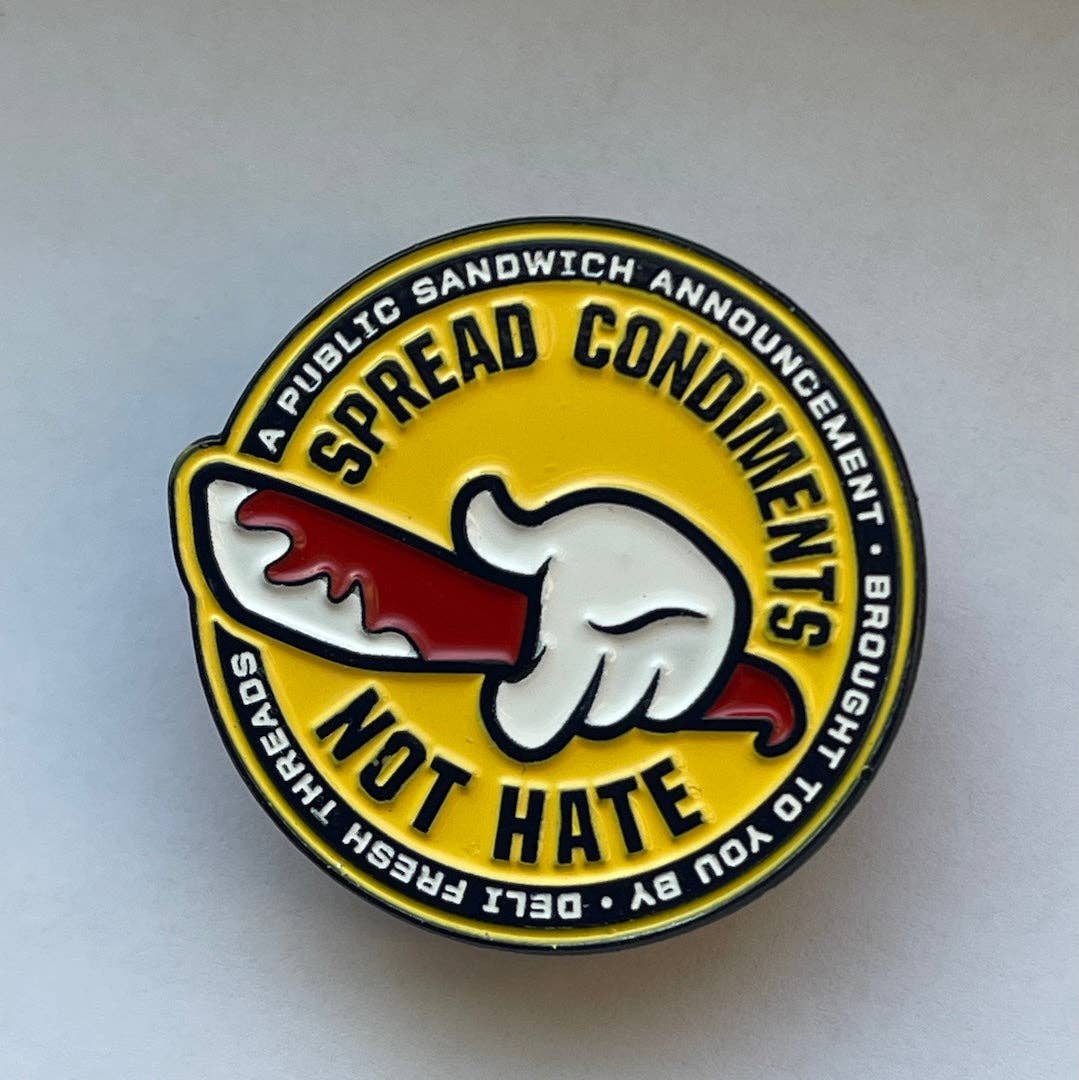 A PUBLIC SANDWICH ANNOUNCEMENT • BROUGHT TO YOU BY • DELI FRESH THREADS
SPREAD CONDIMENTS
NOT HATE